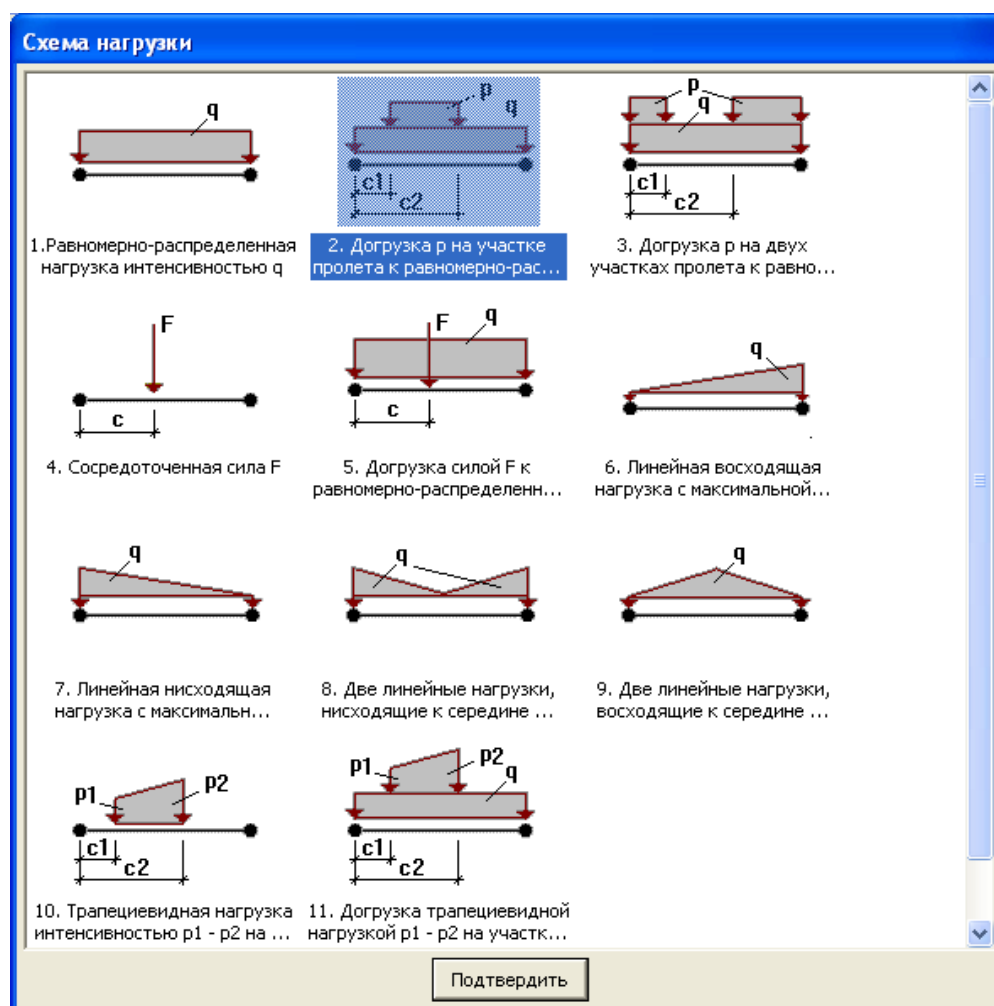 Схема нагрузки
q
p
q
c1
c2
p
q
c1
c2
1.Равномерно-распределенная
нагрузка интенсивностью q
2. Догрузка p на участке
пролета к равномерно-рас...
3. Догрузка p на двух
участках пролета к равно...
F
c
F
q
c
q
4. Сосредоточенная сила F
5. Догрузка силой F к
равномерно-распределенн...
6. Линейная восходящая
нагрузка с максимальной...
q
q
q
7. Линейная нисходящая
нагрузка с максимальн...
8. Две линейные нагрузки,
нисходящие к середине ...
9. Две линейные нагрузки,
восходящие к середине ...
p1
p2
c1
c2
p1
p2
q
c1
c2
10. Трапециевидная нагрузка
интенсивностью p1 - p2 на ...
11. Догрузка трапециевидной
нагрузкой p1 - p2 на участк...
Подтвердить